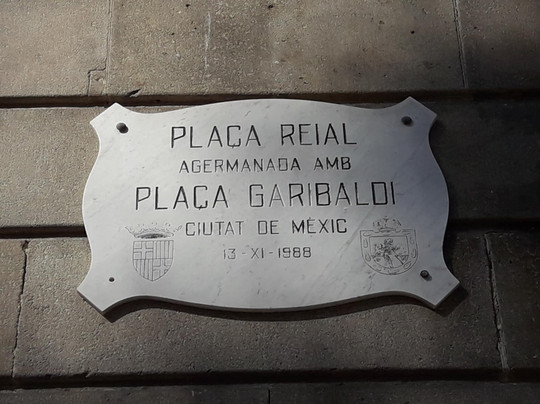 PLAÇA REIAL
AGERMANADA AMB
PLAÇA GARIBALDI
CIUTAT DE MÈXIC
13-XI-1988